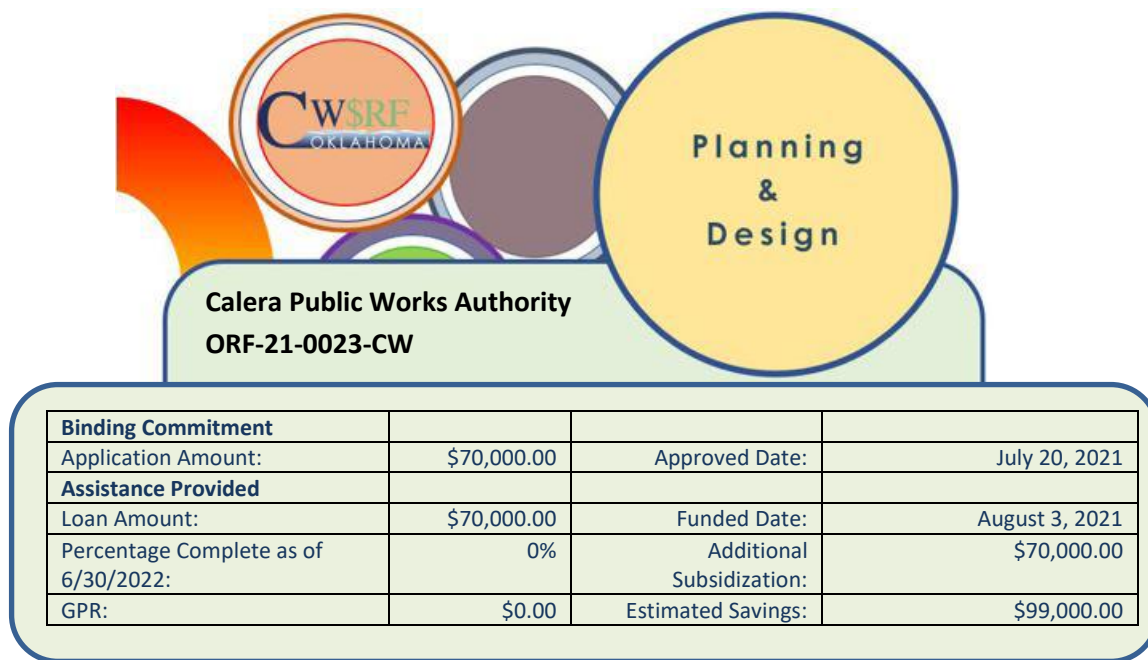 CW$RF
OKLAHOMA
Planning
&
Design
Calera Public Works Authority
ORF-21-0023-CW
Binding Commitment
Application Amount: $70,000.00 Approved Date: July 20, 2021
Assistance Provided
Loan Amount: $70,000.00 Funded Date: August 3, 2021
Percentage Complete as of 6/30/2022: 0% Additional Subsidization: $70,000.00
GPR: $0.00 Estimated Savings: $99,000.00